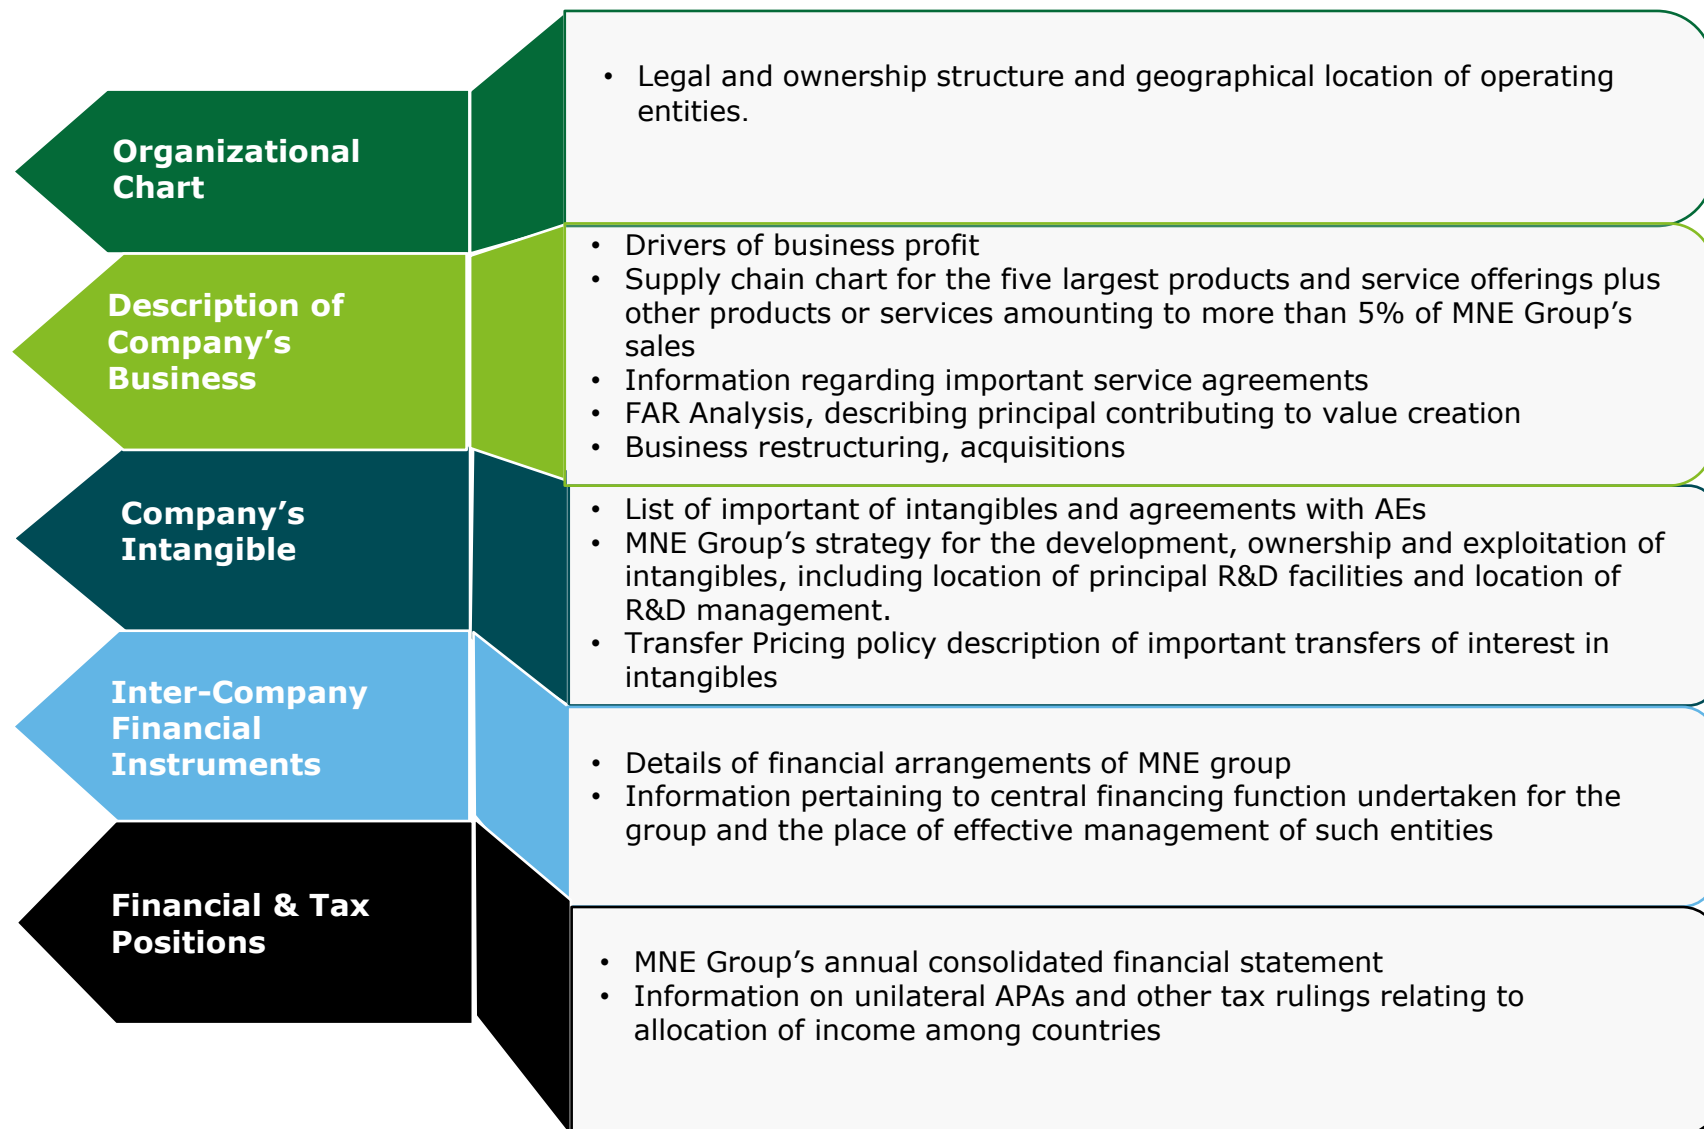 Organizational
Chart
• Legal and ownership structure and geographical location of operating
entities.
Description of
Company’s
Business
• Drivers of business profit
• Supply chain chart for the five largest products and service offerings plus
other products or services amounting to more than 5% of MNE Group’s
sales
• Information regarding important service agreements
• FAR Analysis, describing principal contributing to value creation
• Business restructuring, acquisitions
Company’s
Intangible
• List of important of intangibles and agreements with AEs
• MNE Group’s strategy for the development, ownership and exploitation of
intangibles, including location of principal R&D facilities and location of
R&D management.
• Transfer Pricing policy description of important transfers of interest in
intangibles
Inter-Company
Financial
Instruments
• Details of financial arrangements of MNE group
• Information pertaining to central financing function undertaken for the
group and the place of effective management of such entities
Financial & Tax
Positions
• MNE Group’s annual consolidated financial statement
• Information on unilateral APAs and other tax rulings relating to
allocation of income among countries